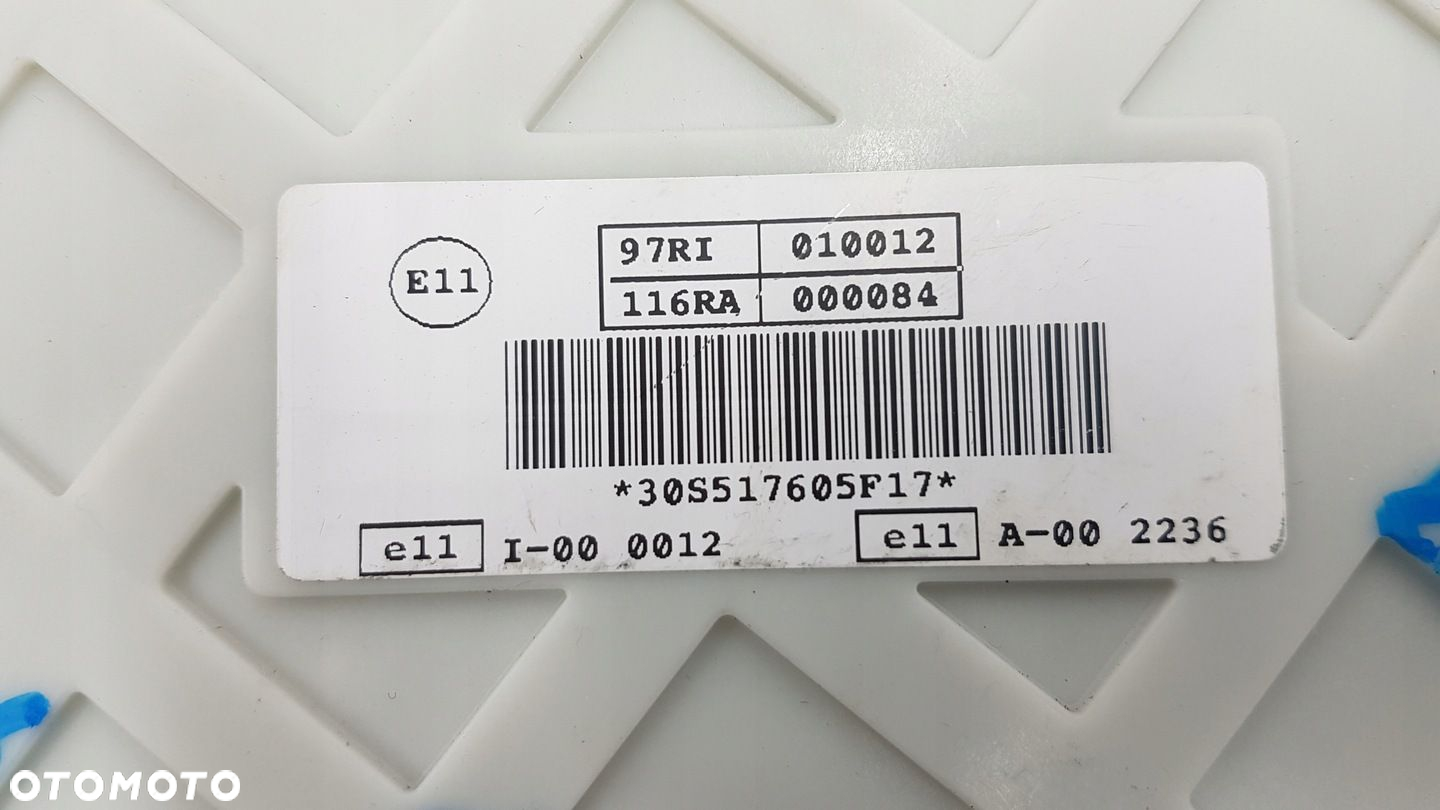 E11
97RI 010012
116RA 000084
*30S517605F17*
e11 I-00 0012 e11 A-00 2236
OTOMOTO